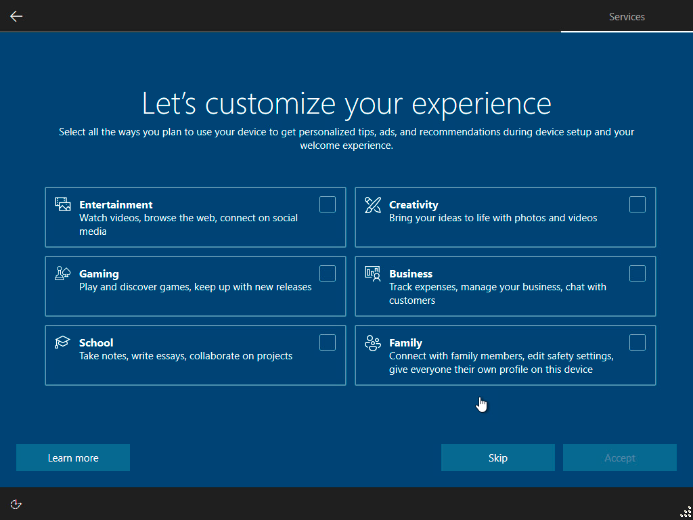 Services
Let's customize your experience
Select all the ways you plan to use your device to get personalized tips, ads, and recommendations during device setup and your
welcome experience.
Entertainment
Watch videos, browse the web, connect on social
media
Creativity
Bring your ideas to life with photos and videos
Gaming
Play and discover games, keep up with new releases
Business
Track expenses, manage your business, chat with
customers
School
Take notes, write essays, collaborate on projects
Family
Connect with family members, edit safety settings,
give everyone their own profile on this device
Learn more
Skip
Accept